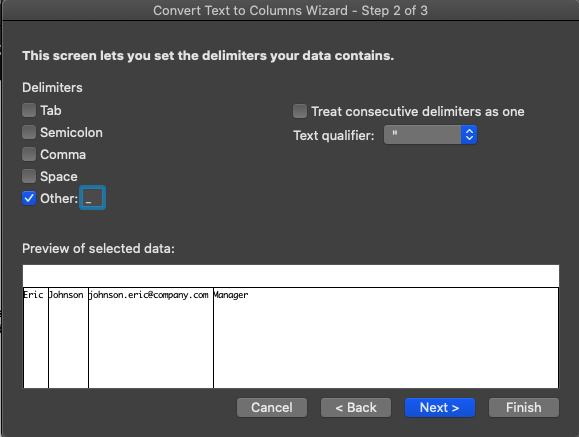 Convert Text to Columns Wizard - Step 2 of 3
This screen lets you set the delimiters your data contains.
Delimiters
Tab
Semicolon
Comma
Space
Other: _
Treat consecutive delimiters as one
Text qualifier: "
Preview of selected data:
Eric Johnson johnson.eric@company.com Manager
Cancel < Back Next > Finish